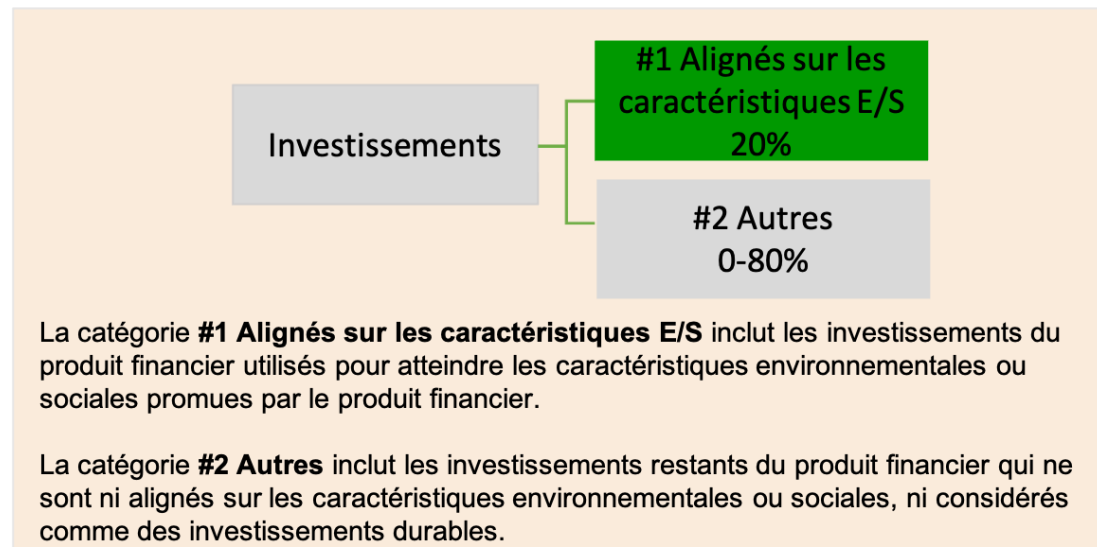 #1 Alignés sur les
caractéristiques E/S
20%
Investissements
#2 Autres
0-80%
La catégorie #1 Alignés sur les caractéristiques E/S inclut les investissements du
produit financier utilisés pour atteindre les caractéristiques environnementales ou
sociales promues par le produit financier.
La catégorie #2 Autres inclut les investissements restants du produit financier qui ne
sont ni alignés sur les caractéristiques environnementales ou sociales, ni considérés
comme des investissements durables.